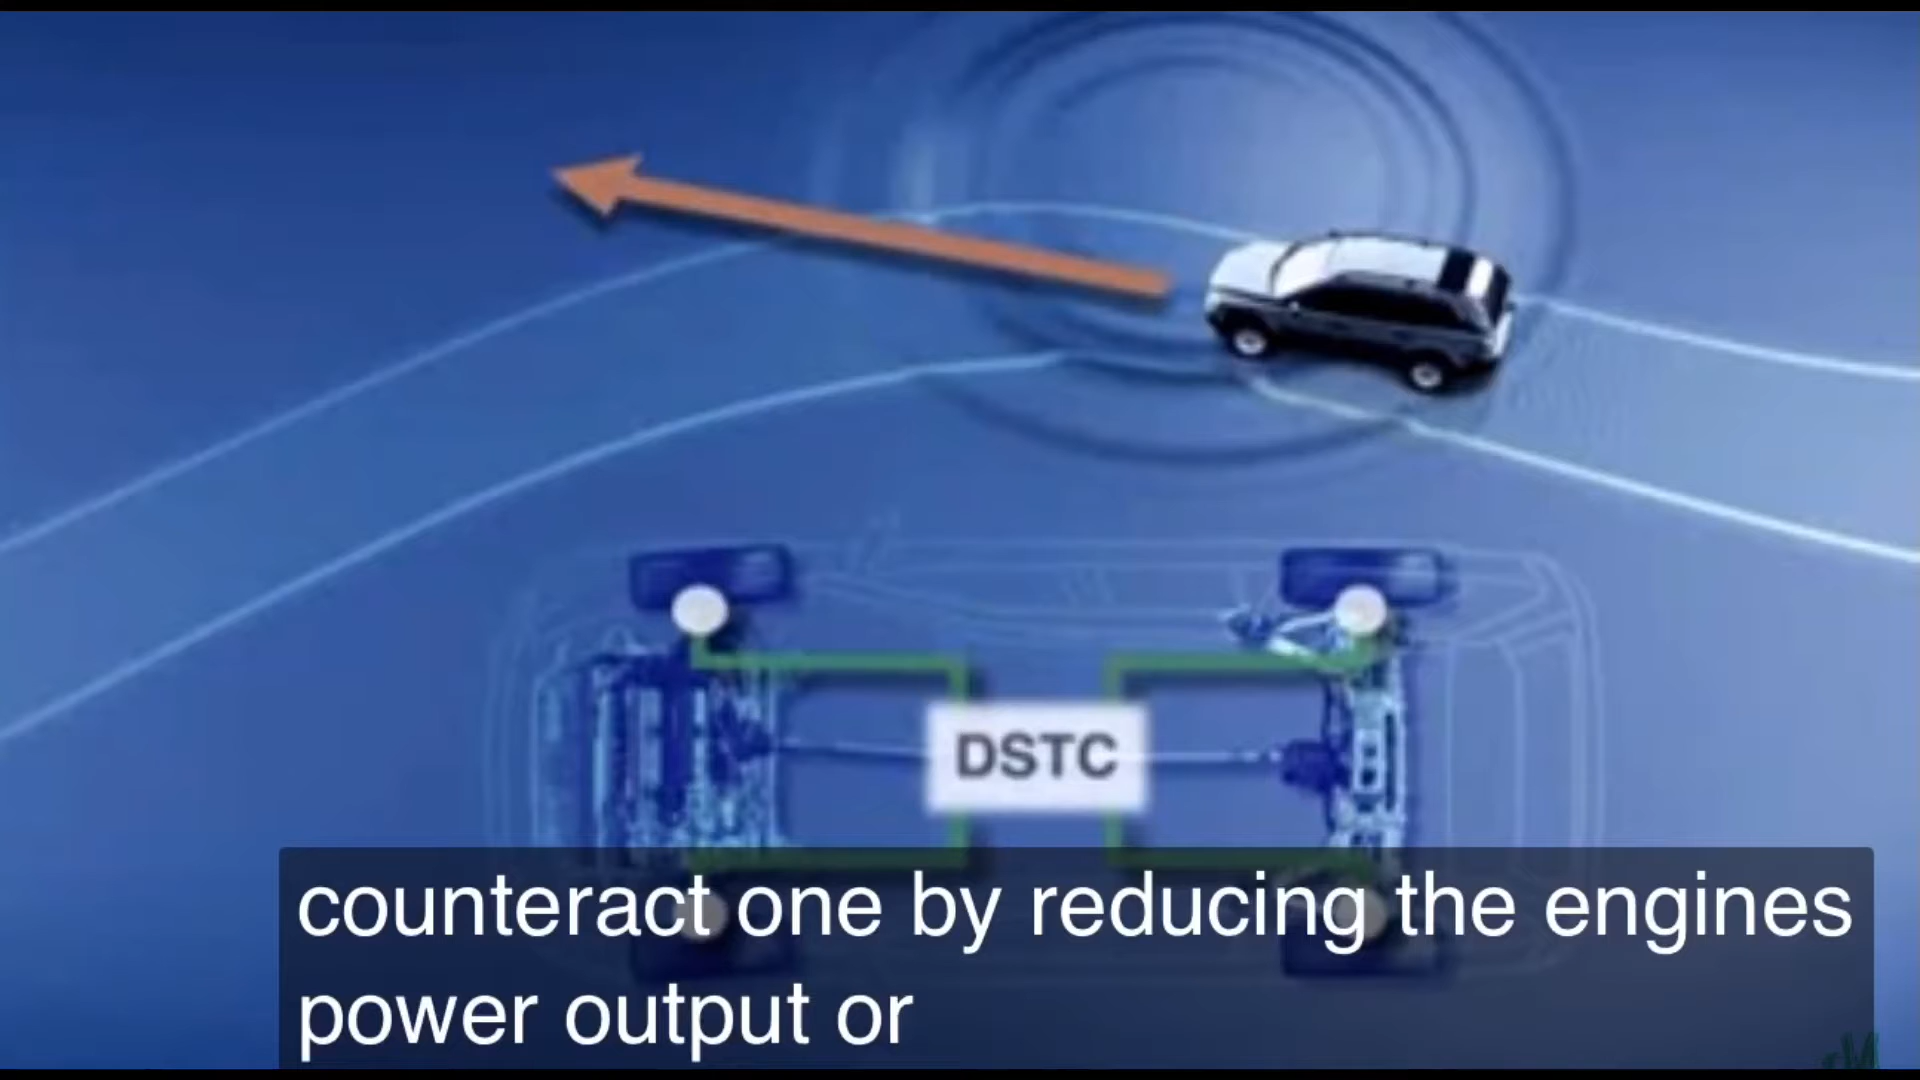 DSTC
counteract one by reducing the engines
power output or